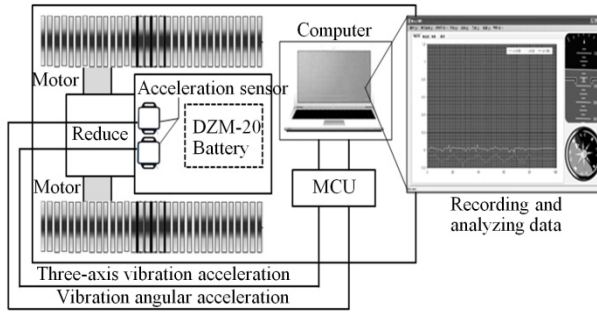 Computer
Motor
Acceleration sensor
Reduce
DZM-20
Battery
Motor
MCU
Recording and
analyzing data
Three-axis vibration acceleration
Vibration angular acceleration